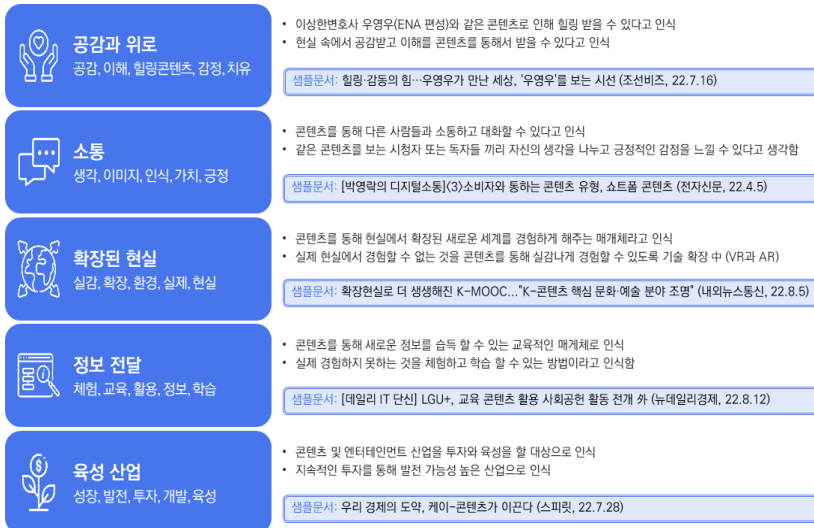 공감과 위로
공감, 이해, 힐링콘텐츠, 감정, 치유
• 이상한변호사 우영우(ENA 편성)와 같은 콘텐츠로 인해 힐링 받을 수 있다고 인식
• 현실 속에서 공감받고 이해를 콘텐츠를 통해서 받을 수 있다고 인식
샘플문서: 힐링·감동의 힘…우영우가 만난 세상, '우영우'를 보는 시선 (조선비즈, 22.7.16)
소통
생각, 이미지, 인식, 가치, 긍정
• 콘텐츠를 통해 다른 사람들과 소통하고 대화할 수 있다고 인식
• 같은 콘텐츠를 보는 시청자 또는 독자들 끼리 자신의 생각을 나누고 긍정적인 감정을 느낄 수 있다고 생각함
샘플문서: [박영락의 디지털소통]〈3〉소비자와 통하는 콘텐츠 유형, 쇼트폼 콘텐츠 (전자신문, 22.4.5)
확장된 현실
실감, 확장, 환경, 실제, 현실
• 콘텐츠를 통해 현실에서 확장된 새로운 세계를 경험하게 해주는 매개체라고 인식
• 실제 현실에서 경험할 수 없는 것을 콘텐츠를 통해 실감나게 경험할 수 있도록 기술 확장 中 (VR과 AR)
샘플문서: 확장현실로 더 생생해진 K-MOOC..."K-콘텐츠 핵심 문화·예술 분야 조명" (내외뉴스통신, 22.8.5)
정보 전달
체험, 교육, 활용, 정보, 학습
• 콘텐츠를 통해 새로운 정보를 습득 할 수 있는 교육적인 매게체로 인식
• 실제 경험하지 못하는 것을 체험하고 학습 할 수 있는 방법이라고 인식함
샘플문서: [데일리 IT 단신] LGU+, 교육 콘텐츠 활용 사회공헌 활동 전개 外 (뉴데일리경제, 22.8.12)
육성 산업
성장, 발전, 투자, 개발, 육성
• 콘텐츠 및 엔터테인먼트 산업을 투자와 육성을 할 대상으로 인식
• 지속적인 투자를 통해 발전 가능성 높은 산업으로 인식
샘플문서: 우리 경제의 도약, 케이-콘텐츠가 이끈다 (스피릿, 22.7.28)